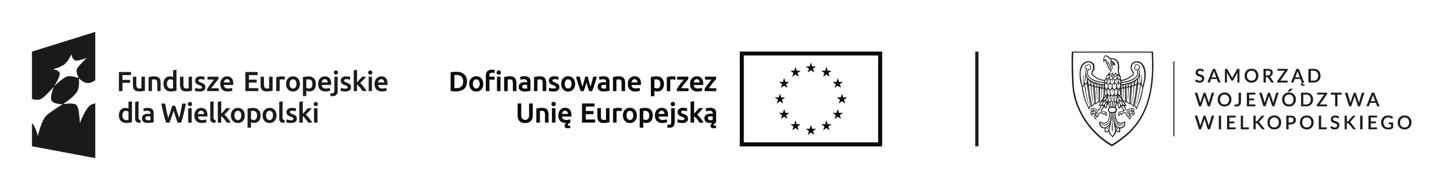 Fundusze Europejskie
dla Wielkopolski
Dofinansowane przez
Unię Europejską
SAMORZĄD
WOJEWÓDZTWA
WIELKOPOLSKIEGO